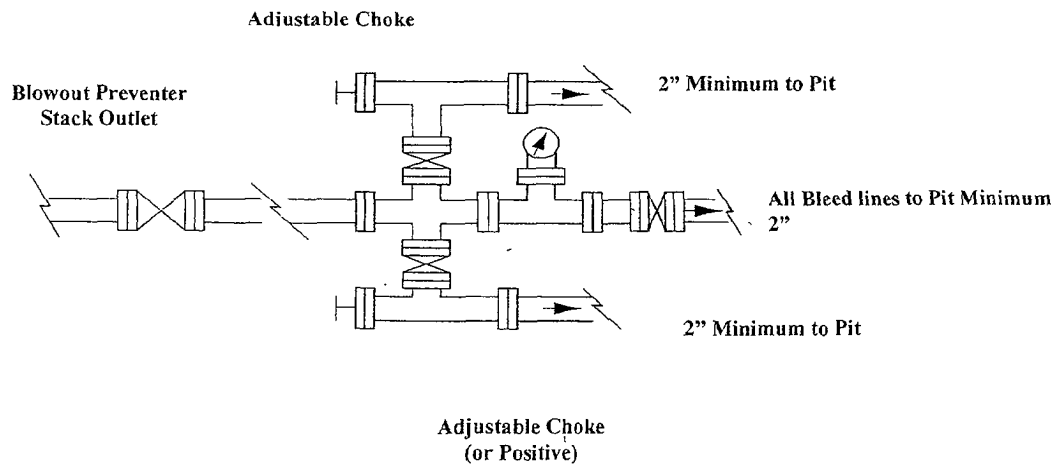 Adjustable Choke
Blowout Preventer
Stack Outlet
2” Minimum to Pit
All Bleed lines to Pit Minimum
2”
2” Minimum to Pit
Adjustable Choke
(or Positive)